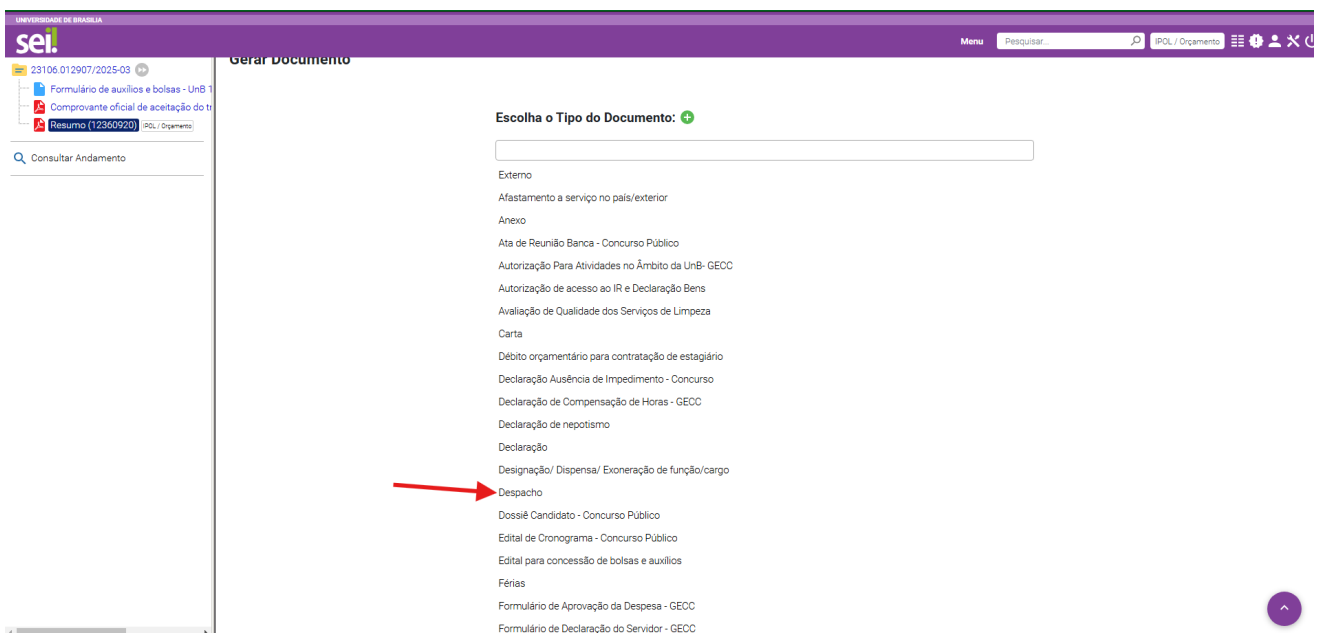 UNIVERSIDADE DE BRASILIA
sei!
Menu
Pesquisar...
IPOL / Orçamento
23106.012907/2025-03
Formulário de auxílios e bolsas - UnB 1
Comprovante oficial de aceitação do tr
Resumo (12360920)
IPOL / Orçamento
Consultar Andamento
Gerar Documento
Escolha o Tipo do Documento:
Externo
Afastamento a serviço no país/exterior
Anexo
Ata de Reunião Banca - Concurso Público
Autorização Para Atividades no Âmbito da UnB- GECC
Autorização de acesso ao IR e Declaração Bens
Avaliação de Qualidade dos Serviços de Limpeza
Carta
Débito orçamentário para contratação de estagiário
Declaração Ausência de Impedimento - Concurso
Declaração de Compensação de Horas - GECC
Declaração de nepotismo
Declaração
Designação/ Dispensa/ Exoneração de função/cargo
Despacho
Dossiê Candidato - Concurso Público
Edital de Cronograma - Concurso Público
Edital para concessão de bolsas e auxílios
Férias
Formulário de Aprovação da Despesa - GECC
Formulário de Declaração do Servidor - GECC